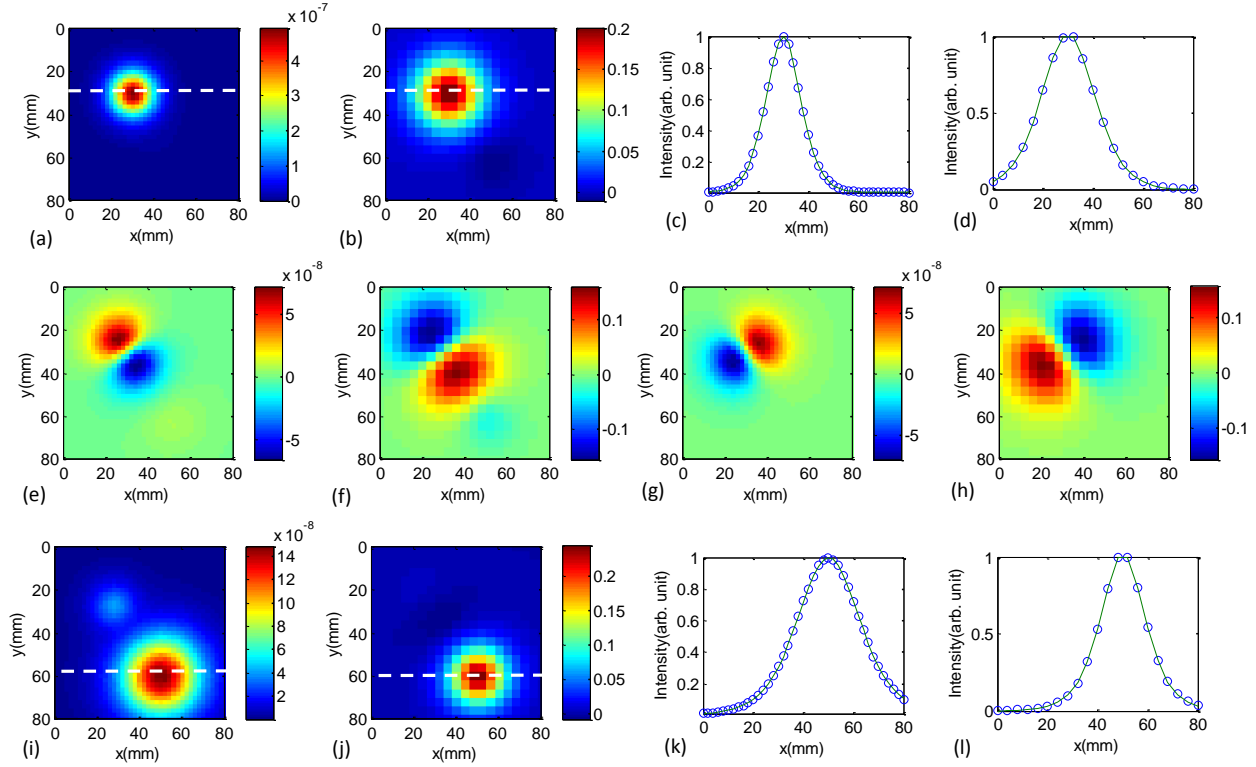 x 10^-7
0 20 40 60 80
y(mm)
0 20 40 60 80
x(mm)
0 1 2 3 4
(a)
0 20 40 60 80
y(mm)
0 20 40 60 80
x(mm)
0.2 0.15 0.1 0.05 0
(b)
Intensity(arb. unit)
1 0.8 0.6 0.4 0.2
0 20 40 60 80
x(mm)
(c)
Intensity(arb. unit)
1 0.5 0
0 20 40 60 80
x(mm)
(d)
x 10^-8
0 20 40 60 80
y(mm)
0 20 40 60 80
x(mm)
5 0 -5
(e)
0 20 40 60 80
y(mm)
0 20 40 60 80
x(mm)
0.1 0 -0.1
(f)
x 10^-8
0 20 40 60 80
y(mm)
0 20 40 60 80
x(mm)
5 0 -5
(g)
0 20 40 60 80
y(mm)
0 20 40 60 80
x(mm)
0.1 0 -0.1
(h)
x 10^-8
0 20 40 60 80
y(mm)
0 20 40 60 80
x(mm)
14 12 10 8 6 4 2
(i)
0 20 40 60 80
y(mm)
0 20 40 60 80
x(mm)
0.2 0.15 0.1 0.05 0
(j)
Intensity(arb. unit)
1 0.8 0.6 0.4 0.2
0 20 40 60 80
x(mm)
(k)
Intensity(arb. unit)
1 0.5 0
0 20 40 60 80
x(mm)
(l)